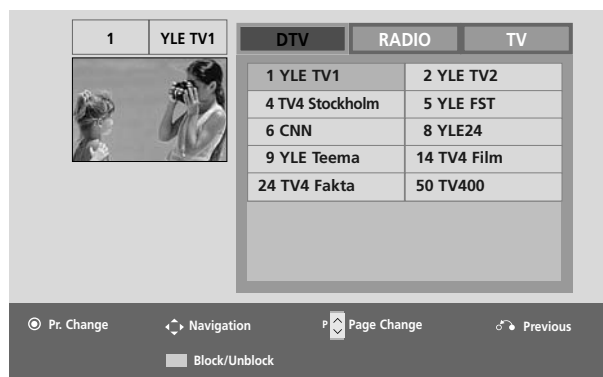 1 YLE TV1
DTV RADIO TV
1 YLE TV1 2 YLE TV2
4 TV4 Stockholm 5 YLE FST
6 CNN 8 YLE24
9 YLE Teema 14 TV4 Film
24 TV4 Fakta 50 TV400
Pr. Change Navigation P Page Change Previous
Block/Unblock